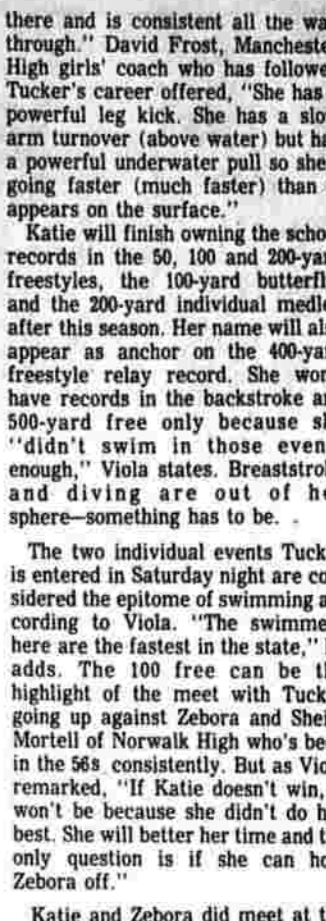 there and is consistent all the wa
through." David Frost, Mancheste
High girls' coach who has followe
Tucker's career offered, "She has
powerful leg kick. She has a slo
arm turnover (above water) but ha
a powerful underwater pull so she
going faster (much faster) than
appears on the surface."
Katie will finish owning the scho
records in the 50, 100 and 200-yar
freestyles, the 100-yard butterfl
and the 200-yard individual medle
after this season. Her name will al
appear as anchor on the 400-ya
freestyle relay record. She won
have records in the backstroke a
500-yard free only because s
"didn't swim in those even
enough," Viola states. Breaststrok
and diving are out of he
sphere—something has to be.
The two individual events Tuck
is entered in Saturday night are co
sidered the epitome of swimming a
cording to Viola. "The swimme
here are the fastest in the state,"
adds. The 100 free can be th
highlight of the meet with Tuck
going up against Zebora and She
Mortell of Norwalk High who's be
in the 56s consistently. But as Vio
remarked, "If Katie doesn't win,
won't be because she didn't do h
best. She will better her time and t
only question is if she can ho
Zebora off."
Katie and Zebora did meet at t